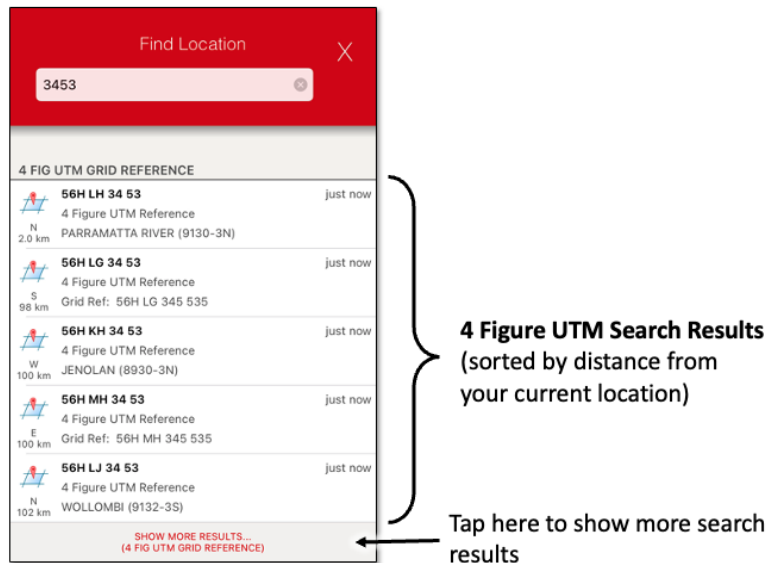 Find Location
X
3453
4 FIG UTM GRID REFERENCE
56H LH 34 53
just now
4 Figure UTM Reference
N
PARRAMATTA RIVER (9130-3N)
2.0 km
56H LG 34 53
just now
4 Figure UTM Reference
S
Grid Ref: 56H LG 345 535
98 km
56H KH 34 53
just now
4 Figure UTM Reference
W
JENOLAN (8930-3N)
100 km
56H MH 34 53
just now
4 Figure UTM Reference
E
Grid Ref: 56H MH 345 535
100 km
56H LJ 34 53
just now
4 Figure UTM Reference
N
WOLLOMBI (9132-3S)
102 km
SHOW MORE RESULTS...
(4 FIG UTM GRID REFERENCE)
4 Figure UTM Search Results
(sorted by distance from
your current location)
Tap here to show more search
results